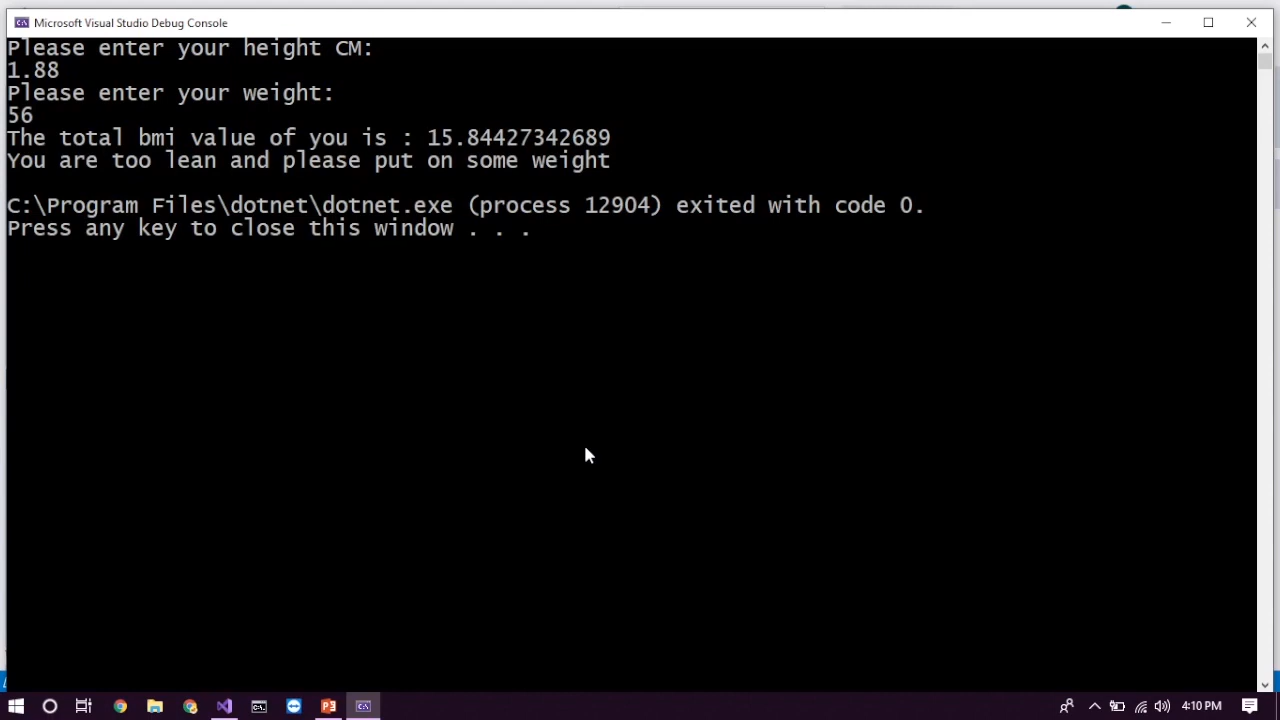 Microsoft Visual Studio Debug Console
Please enter your height CM:
1.88
Please enter your weight:
56
The total bmi value of you is : 15.84427342689
You are too lean and please put on some weight
C:\Program Files\dotnet\dotnet.exe (process 12904) exited with code 0.
Press any key to close this window . . .
4:10 PM